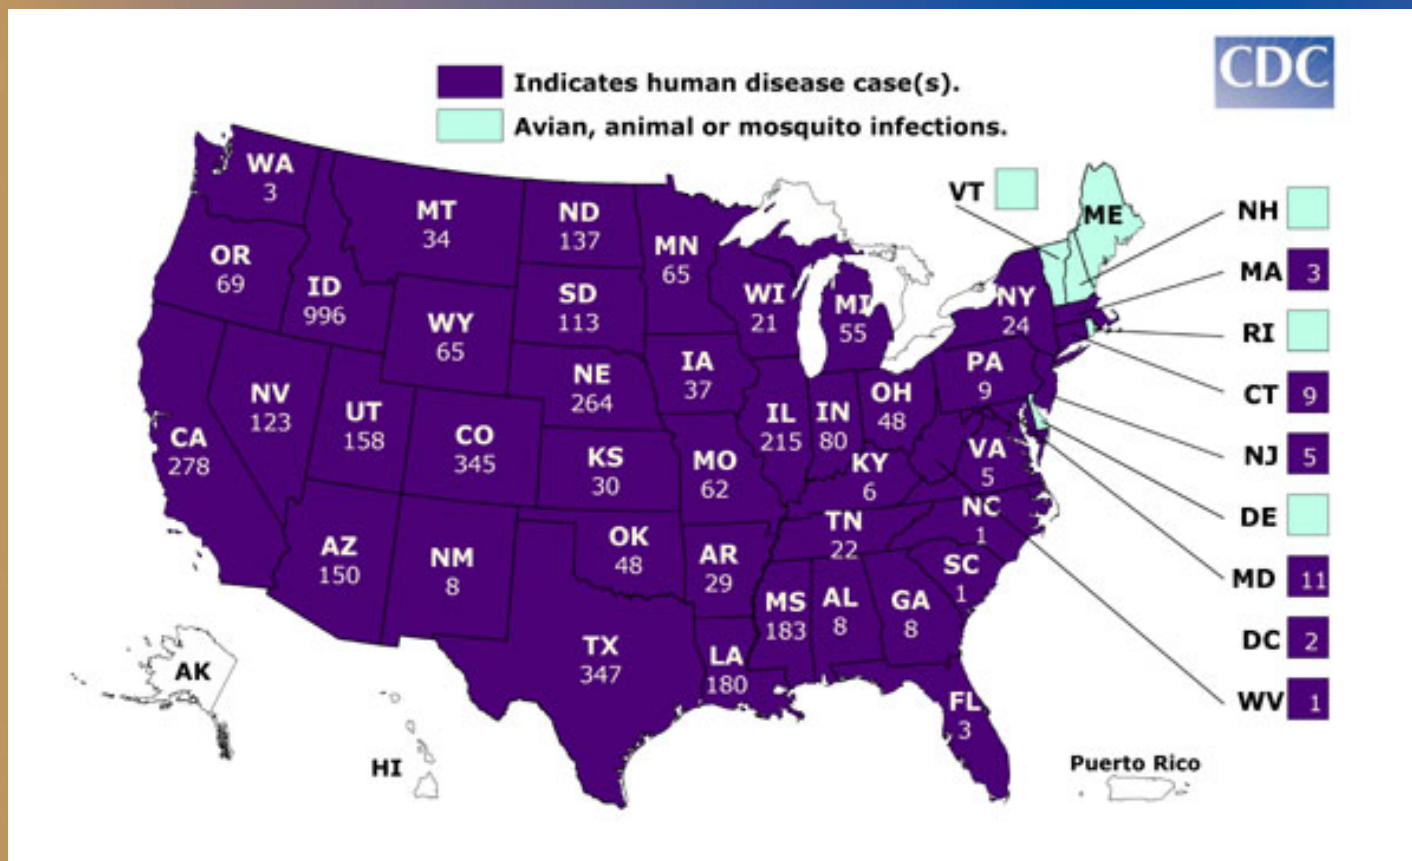 CDC
Indicates human disease case(s).
Avian, animal or mosquito infections.
WA
3
MT
34
ND
137
MN
65
OR
69
ID
996
WY
65
SD
113
WI
21
MI
55
NY
24
VT
ME
NH
MA 3
RI
CT 9
NJ 5
DE
MD 11
DC 2
WV 1
NV
123
UT
158
CO
345
NE
264
IA
37
IL
215
IN
80
OH
48
PA
9
CA
278
KS
30
MO
62
KY
6
VA
5
AZ
150
NM
8
OK
48
AR
29
TN
22
NC
1
SC
1
TX
347
LA
180
MS
183
AL
8
GA
8
FL
3
AK
HI
Puerto Rico